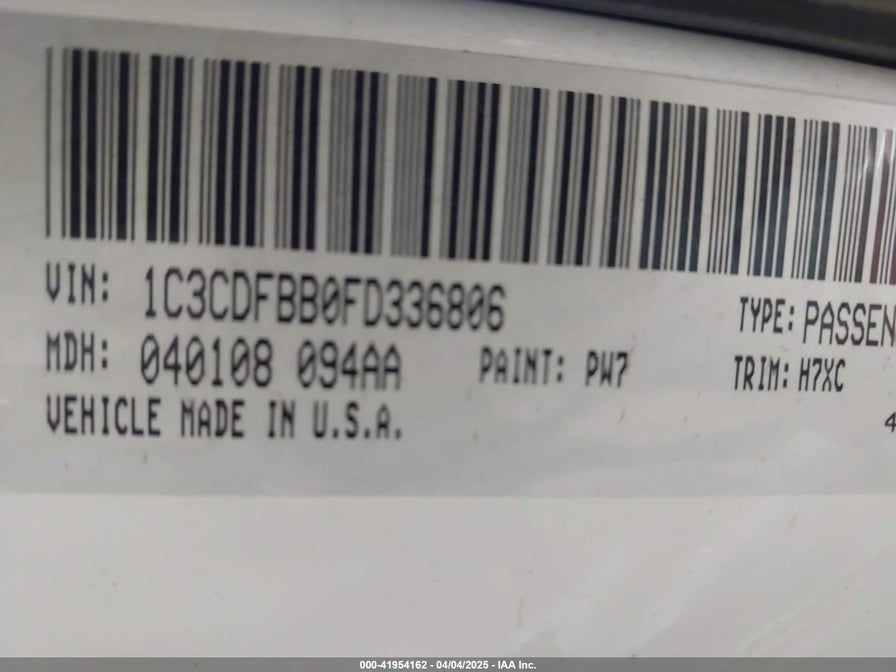 VIN: 1C3CDFBB0FD336806
TYPE: PASSEN
MDH: 040108 094AA
PAINT: PW7
TRIM: H7XC
VEHICLE MADE IN U.S.A.
4
000-41954162 - 04/04/2025 - IAA Inc.